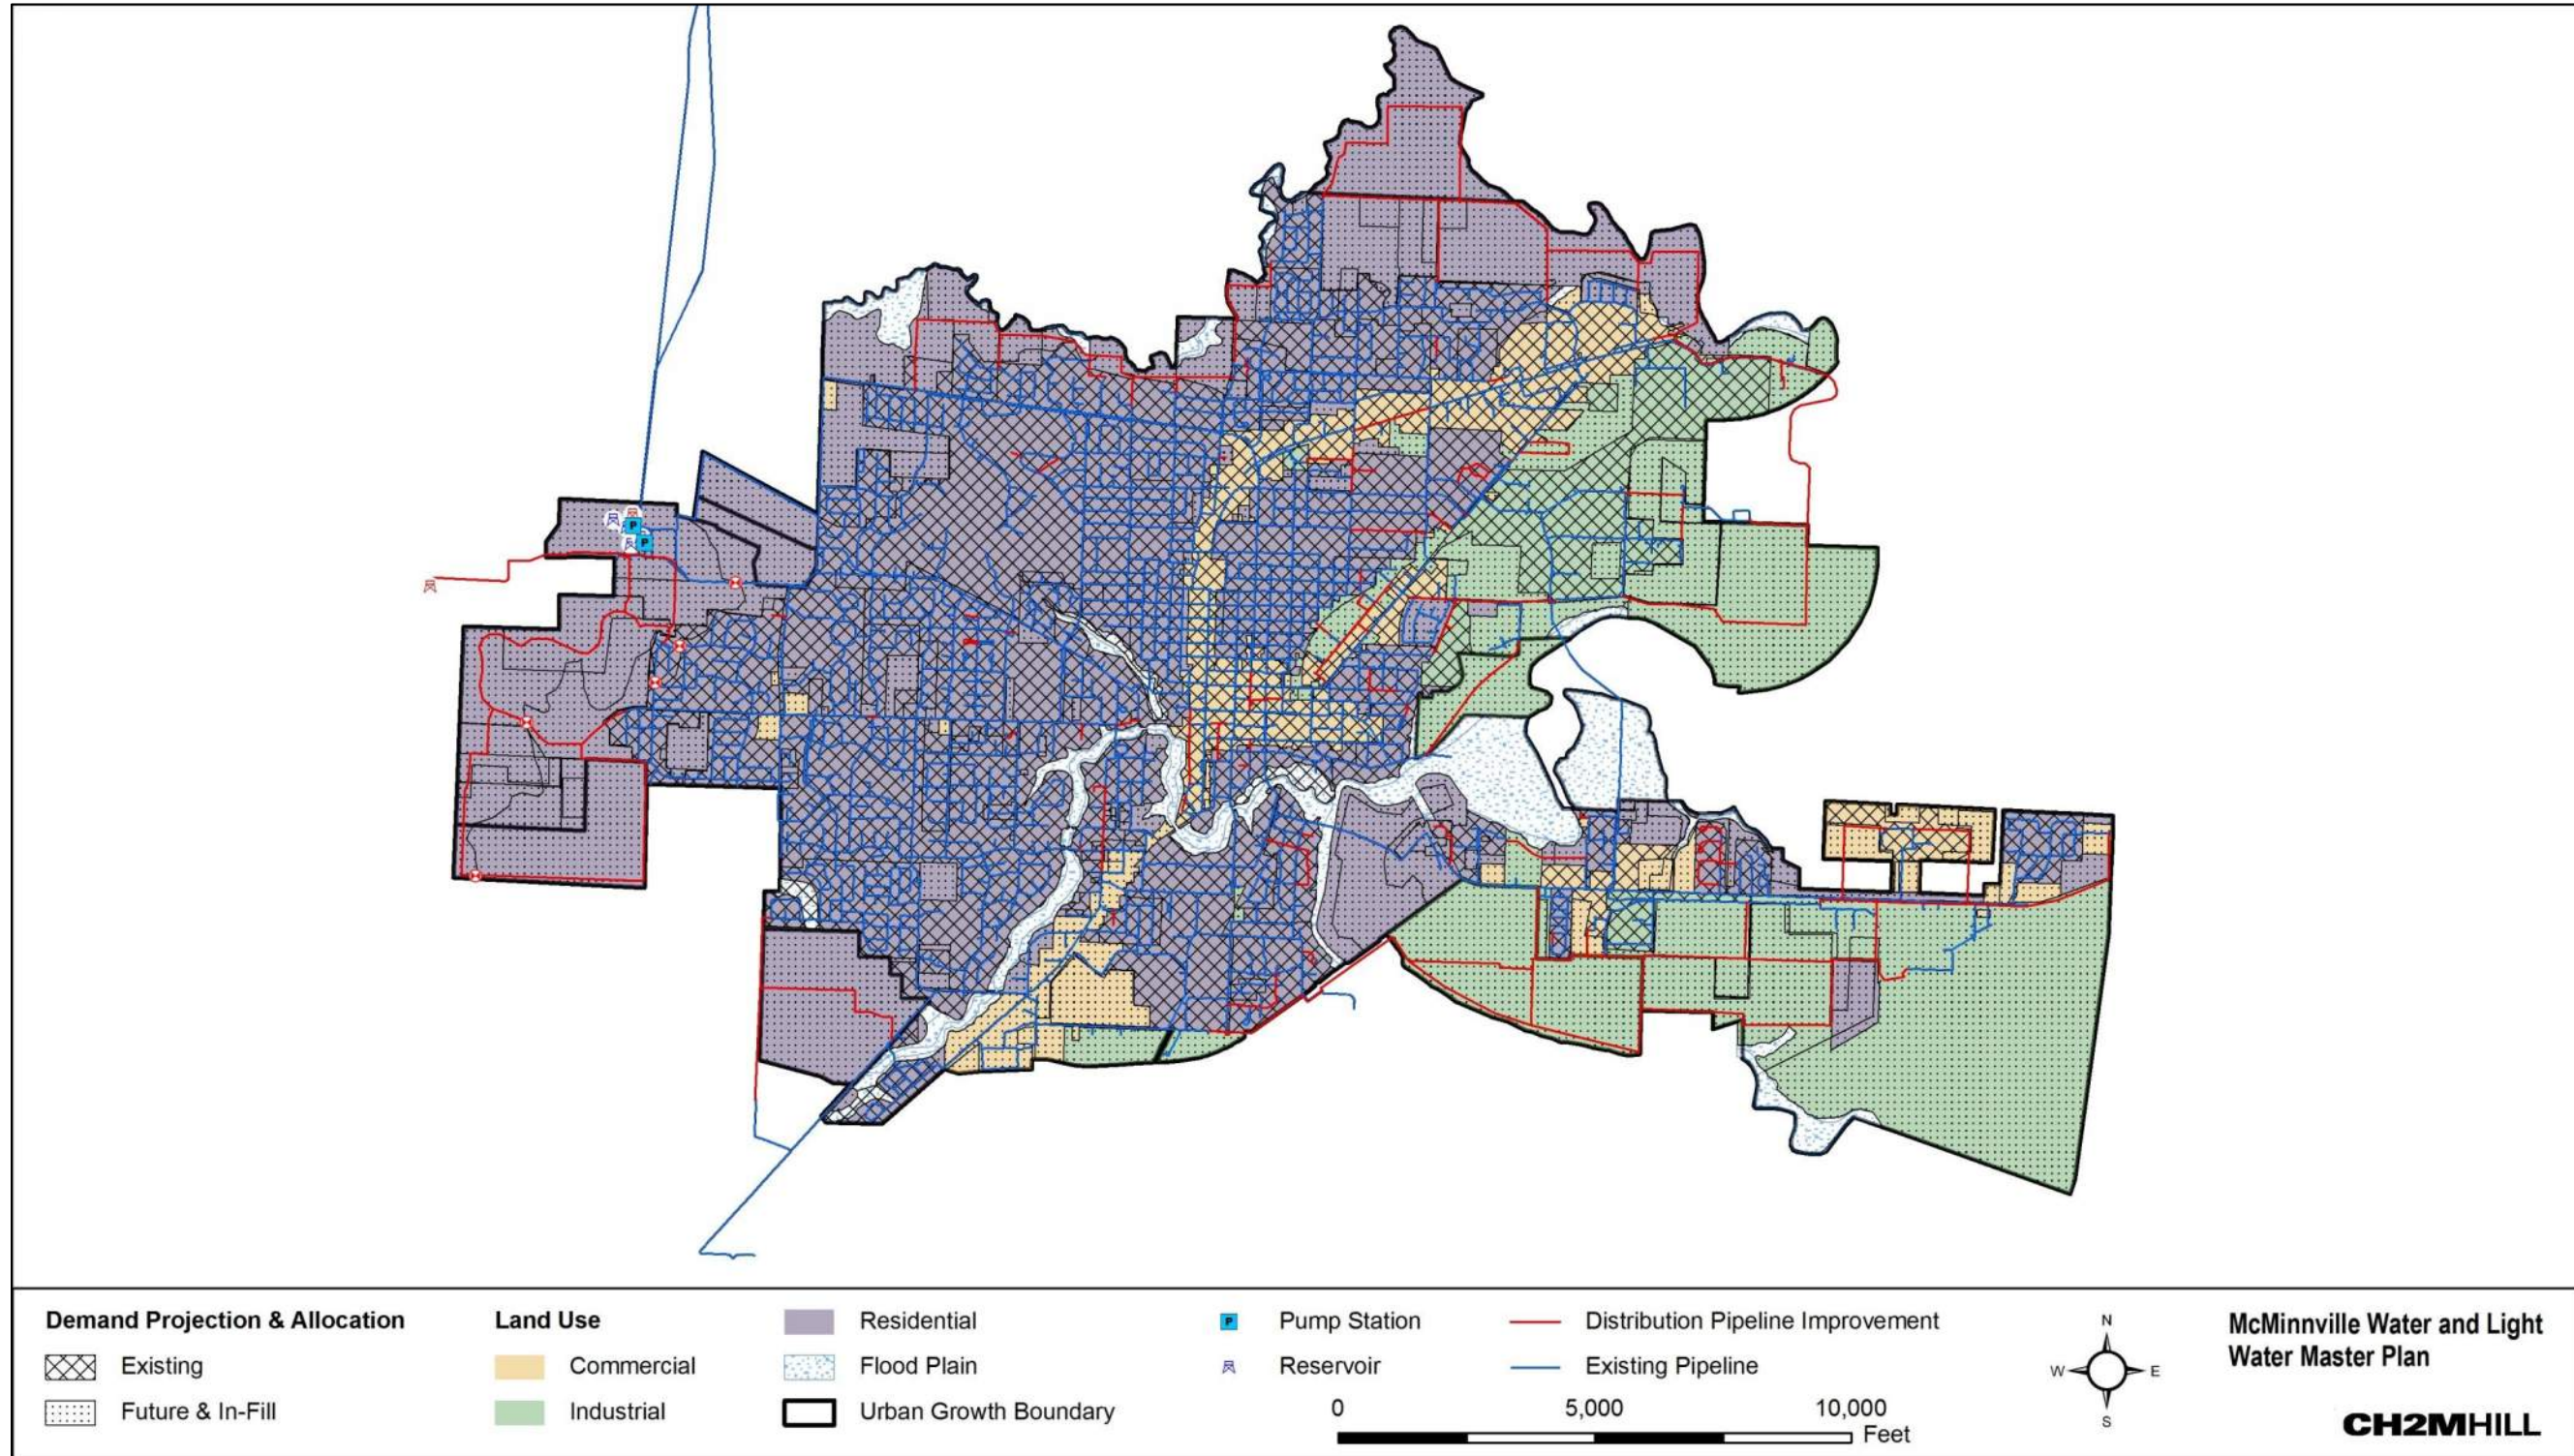 P
P
Demand Projection & Allocation
Existing
Future & In-Fill
Land Use
Commercial
Industrial
Residential
Flood Plain
Urban Growth Boundary
P Pump Station
Reservoir
Distribution Pipeline Improvement
Existing Pipeline
0 5,000 10,000
Feet
N
W E
S
McMinnville Water and Light
Water Master Plan
CH2MHILL